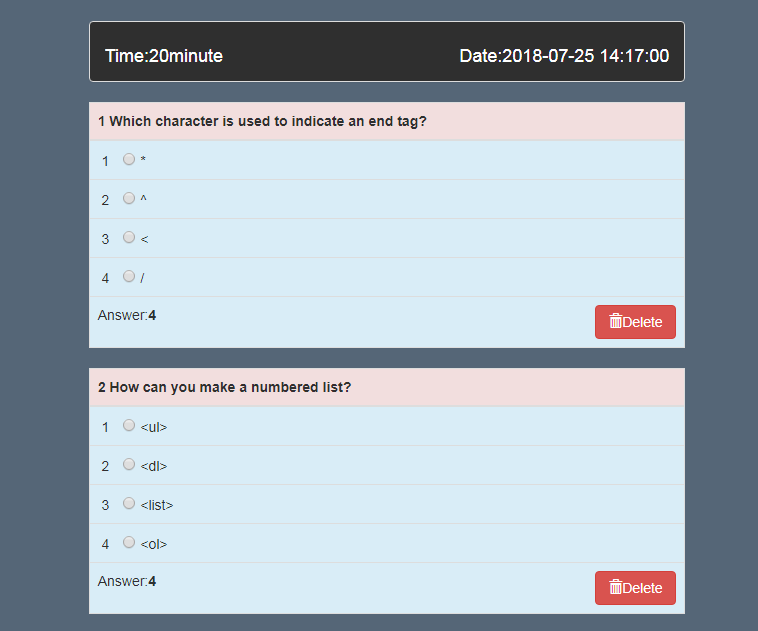 Time:20minute Date:2018-07-25 14:17:00
1 Which character is used to indicate an end tag?
1 *
2 ^
3 <
4 /
Answer:4 Delete
2 How can you make a numbered list?
1 <ul>
2 <dl>
3 <list>
4 <ol>
Answer:4 Delete